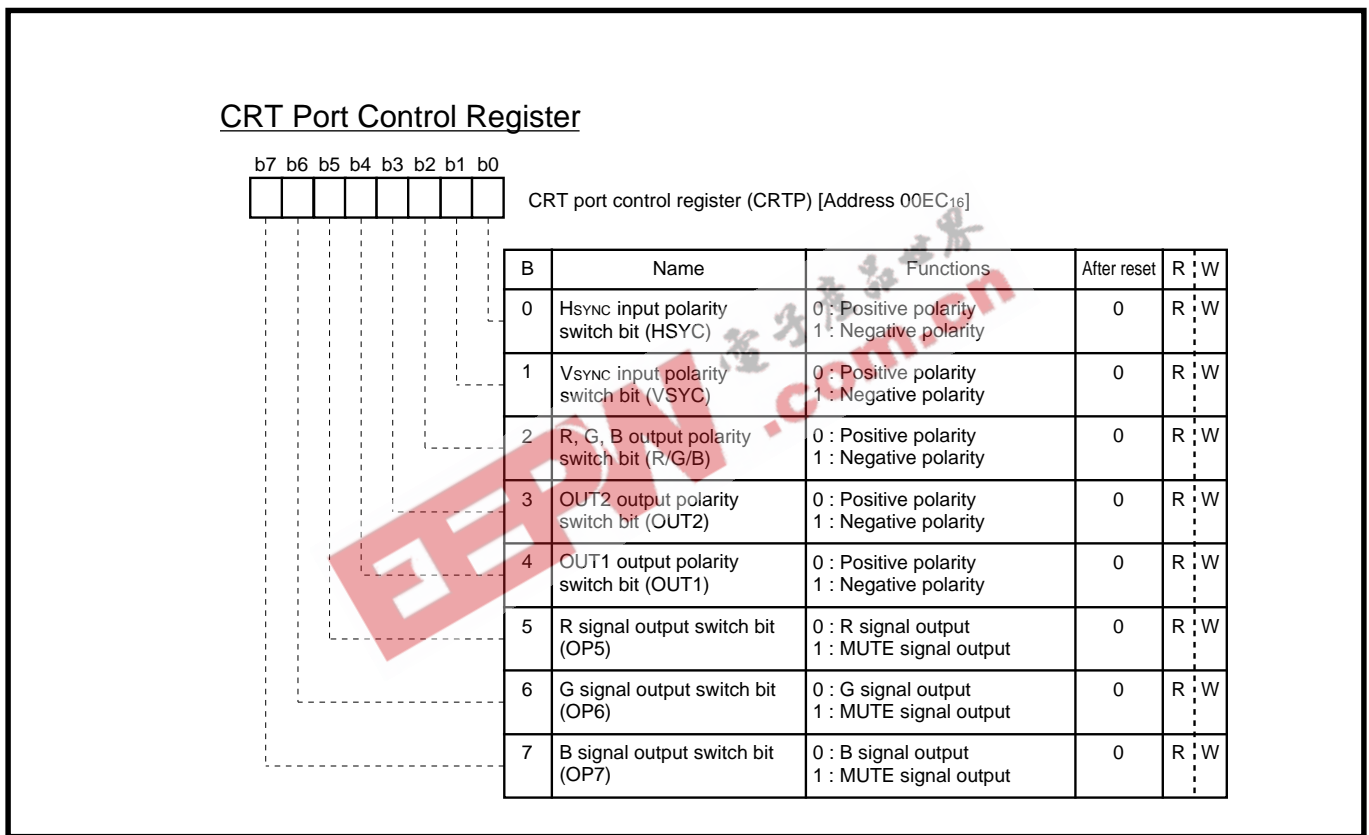 CRT Port Control Register
b7 b6 b5 b4 b3 b2 b1 b0
CRT port control register (CRTP) [Address 00EC16]
B Name Functions After reset R W
0 HSYNC input polarity switch bit (HSYC) 0 : Positive polarity 1 : Negative polarity 0 R W
1 VSYNC input polarity switch bit (VSYC) 0 : Positive polarity 1 : Negative polarity 0 R W
2 R, G, B output polarity switch bit (R/G/B) 0 : Positive polarity 1 : Negative polarity 0 R W
3 OUT2 output polarity switch bit (OUT2) 0 : Positive polarity 1 : Negative polarity 0 R W
4 OUT1 output polarity switch bit (OUT1) 0 : Positive polarity 1 : Negative polarity 0 R W
5 R signal output switch bit (OP5) 0 : R signal output 1 : MUTE signal output 0 R W
6 G signal output switch bit (OP6) 0 : G signal output 1 : MUTE signal output 0 R W
7 B signal output switch bit (OP7) 0 : B signal output 1 : MUTE signal output 0 R W
EEPW .com.cn
电子产品世界